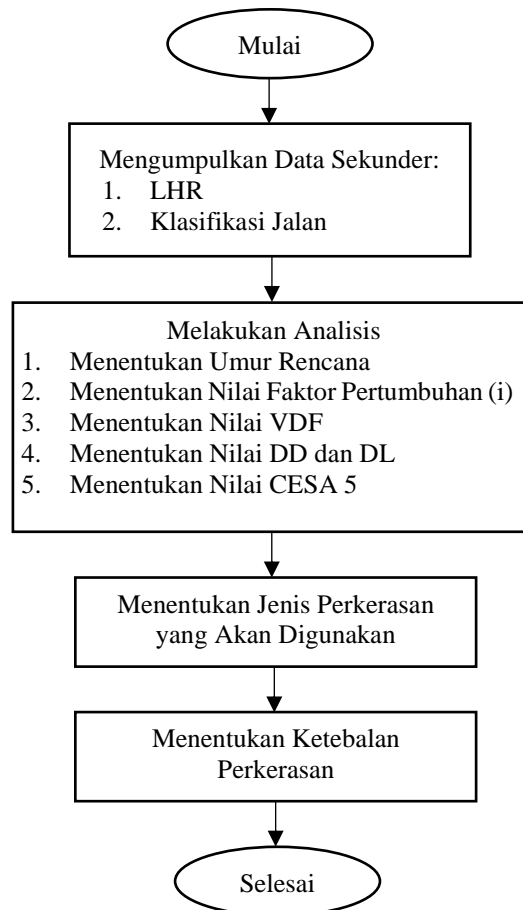 Mulai
Mengumpulkan Data Sekunder:
1. LHR
2. Klasifikasi Jalan
Melakukan Analisis
1. Menentukan Umur Rencana
2. Menentukan Nilai Faktor Pertumbuhan (i)
3. Menentukan Nilai VDF
4. Menentukan Nilai DD dan DL
5. Menentukan Nilai CESA 5
Menentukan Jenis Perkerasan
yang Akan Digunakan
Menentukan Ketebalan
Perkerasan
Selesai